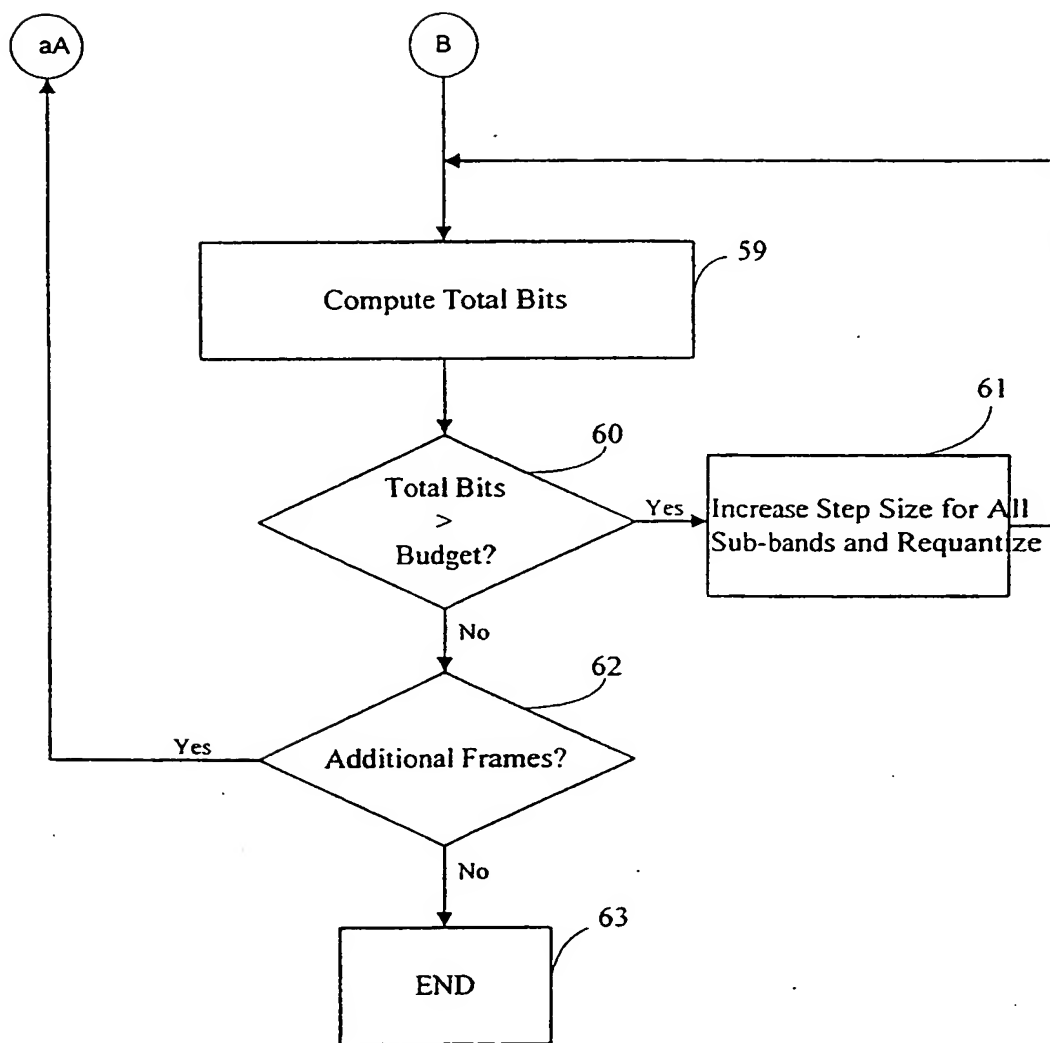 aA
B
59
Compute Total Bits
61
60
Total Bits
>
Budget?
Yes
Increase Step Size for All
Sub-bands and Requantize
No
62
Yes
Additional Frames?
No
63
END